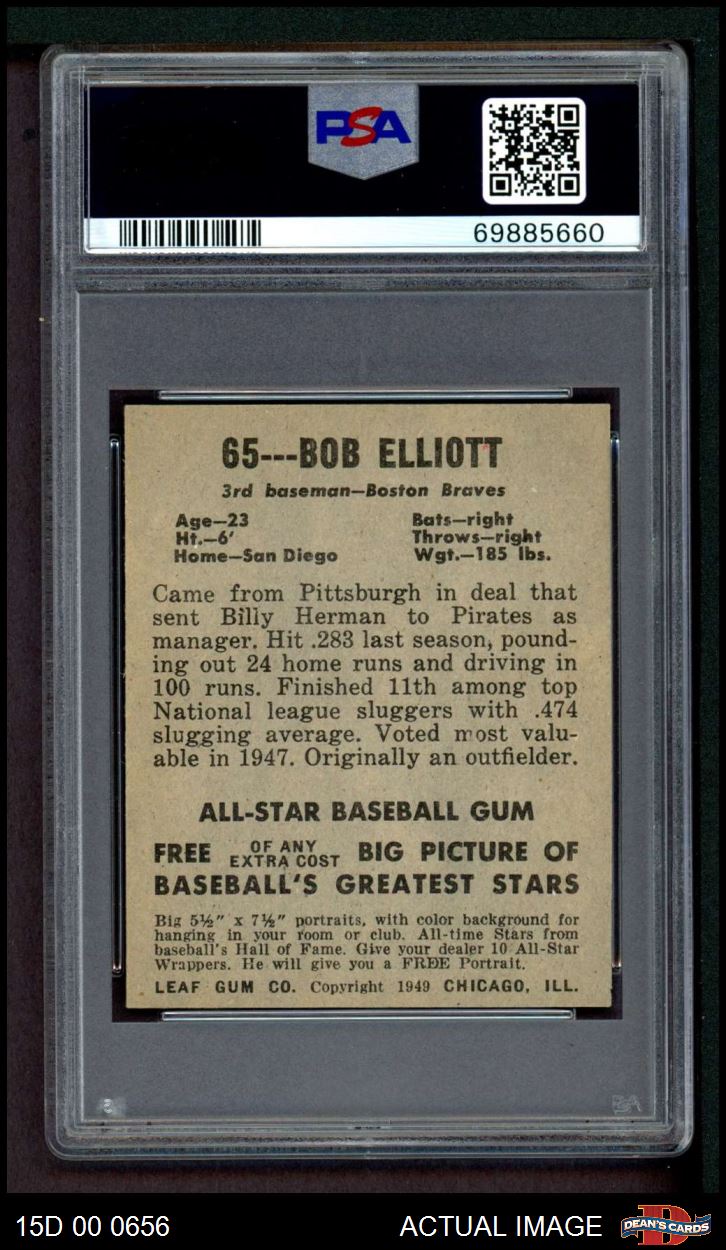 PSA
69885660
65---BOB ELLIOTT
3rd baseman—Boston Braves
Age—23
Bats—right
Ht.—6'
Throws—right
Home—San Diego
Wgt.—185 lbs.
Came from Pittsburgh in deal that
sent Billy Herman to Pirates as
manager. Hit .283 last season, pound-
ing out 24 home runs and driving in
100 runs. Finished 11th among top
National league sluggers with .474
slugging average. Voted most valu-
able in 1947. Originally an outfielder.
ALL-STAR BASEBALL GUM
FREE OF ANY EXTRA COST BIG PICTURE OF
BASEBALL'S GREATEST STARS
Big 5½" x 7½" portraits, with color background for
hanging in your room or club. All-time Stars from
baseball's Hall of Fame. Give your dealer 10 All-Star
Wrappers. He will give you a FREE Portrait.
LEAF GUM CO. Copyright 1949 CHICAGO, ILL.
PSA
15D 00 0656
ACTUAL IMAGE
DEAN'S CARDS